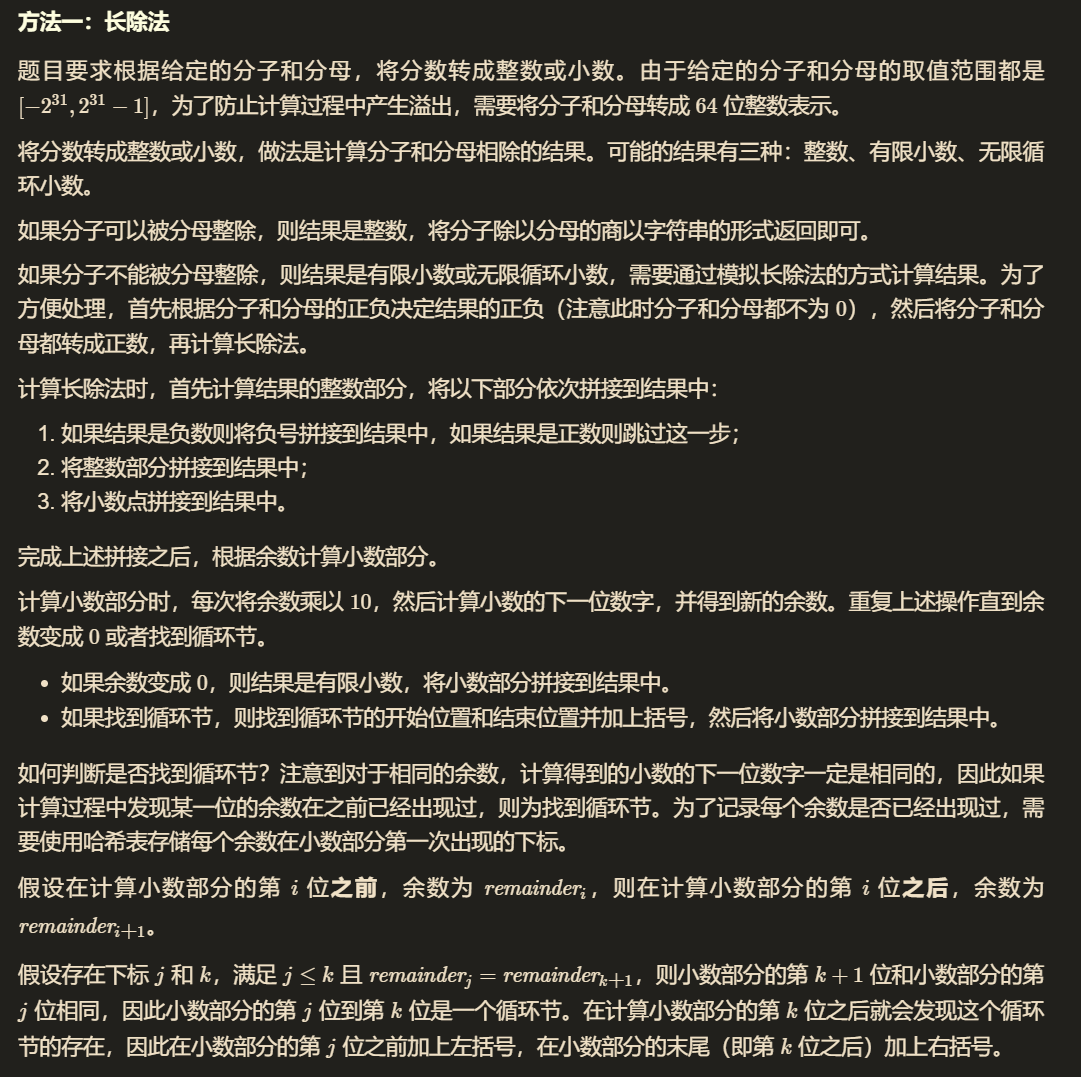 方法一：长除法
题目要求根据给定的分子和分母，将分数转成整数或小数。由于给定的分子和分母的取值范围都是
[−2^31, 2^31 − 1]，为了防止计算过程中产生溢出，需要将分子和分母转成 64 位整数表示。
将分数转成整数或小数，做法是计算分子和分母相除的结果。可能的结果有三种：整数、有限小数、无限循
环小数。
如果分子可以被分母整除，则结果是整数，将分子除以分母的商以字符串的形式返回即可。
如果分子不能被分母整除，则结果是有限小数或无限循环小数，需要通过模拟长除法的方式计算结果。为了
方便处理，首先根据分子和分母的正负决定结果的正负（注意此时分子和分母都不为 0），然后将分子和分
母都转成正数，再计算长除法。
计算长除法时，首先计算结果的整数部分，将以下部分依次拼接到结果中：
1. 如果结果是负数则将负号拼接到结果中，如果结果是正数则跳过这一步；
2. 将整数部分拼接到结果中；
3. 将小数点拼接到结果中。
完成上述拼接之后，根据余数计算小数部分。
计算小数部分时，每次将余数乘以 10，然后计算小数的下一位数字，并得到新的余数。重复上述操作直到余
数变成 0 或者找到循环节。
• 如果余数变成 0，则结果是有限小数，将小数部分拼接到结果中。
• 如果找到循环节，则找到循环节的开始位置和结束位置并加上括号，然后将小数部分拼接到结果中。
如何判断是否找到循环节？注意到对于相同的余数，计算得到的小数的下一位数字一定是相同的，因此如果
计算过程中发现某一位的余数在之前已经出现过，则为找到循环节。为了记录每个余数是否已经出现过，需
要使用哈希表存储每个余数在小数部分第一次出现的下标。
假设在计算小数部分的第 i 位之前，余数为 remainder_i，则在计算小数部分的第 i 位之后，余数为
remainder_{i+1}。
假设存在下标 j 和 k，满足 j ≤ k 且 remainder_j = remainder_{k+1}，则小数部分的第 k + 1 位和小数部分的第
j 位相同，因此小数部分的第 j 位到第 k 位是一个循环节。在计算小数部分的第 k 位之后就会发现这个循环
节的存在，因此在小数部分的第 j 位之前加上左括号，在小数部分的末尾（即第 k 位之后）加上右括号。